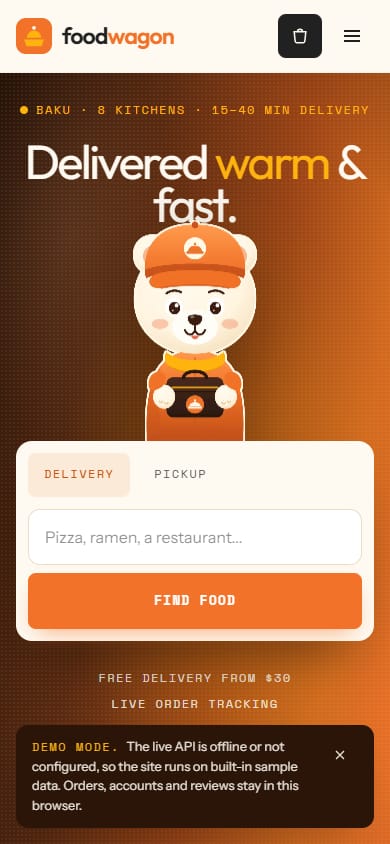 foodwagon
BAKU · 8 KITCHENS · 15–40 MIN DELIVERY
Delivered warm &
fast.
DELIVERY
PICKUP
Pizza, ramen, a restaurant...
FIND FOOD
FREE DELIVERY FROM $30
LIVE ORDER TRACKING
DEMO MODE. The live API is offline or not
configured, so the site runs on built-in sample
data. Orders, accounts and reviews stay in this
browser.